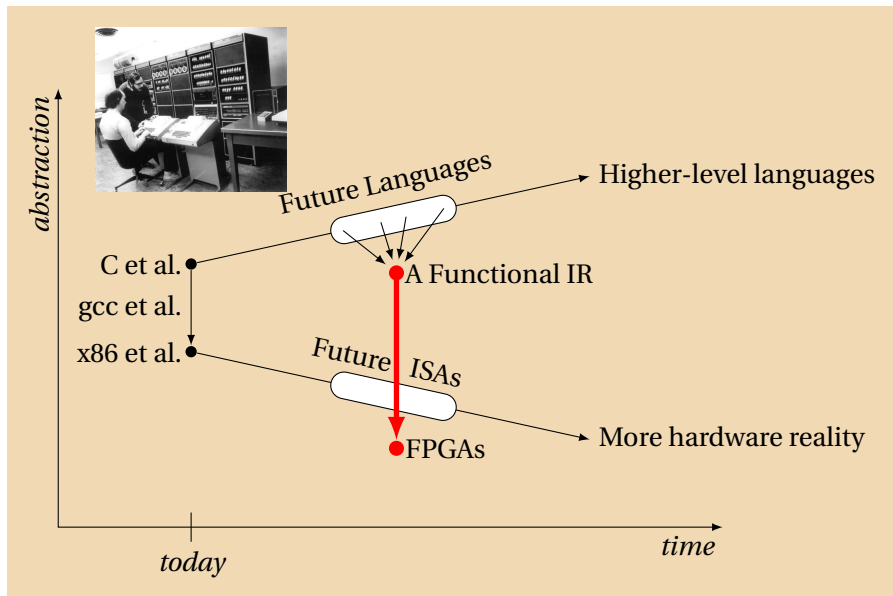 abstraction
Future Languages
Higher-level languages
C et al.
A Functional IR
gcc et al.
x86 et al.
Future ISAs
More hardware reality
FPGAs
today
time